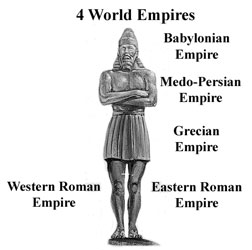 4 World Empires
Babylonian
Empire
Medo-Persian
Empire
Grecian
Empire
Western Roman
Empire
Eastern Roman
Empire